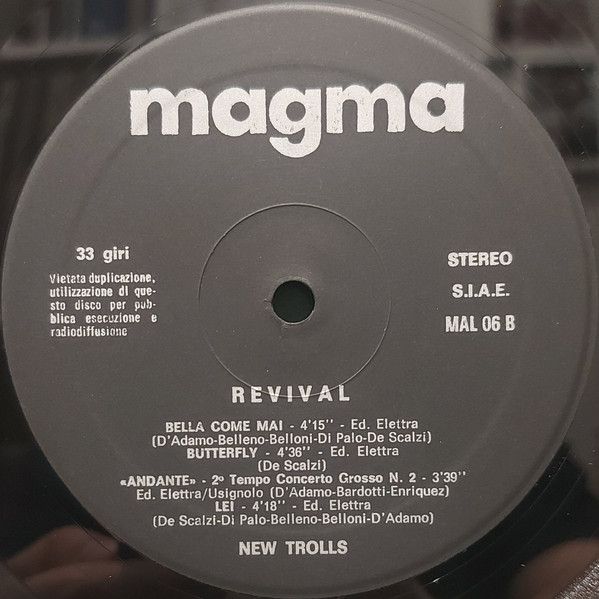 magma
33 giri
Vietata duplicazione,
utilizzazione di que-
sto disco per pub-
blica esecuzione e
radiodiffusione
STEREO
S.I.A.E.
MAL 06 B
REVIVAL
BELLA COME MAI - 4'15" - Ed. Elettra
(D'Adamo-Belleno-Belloni-Di Palo-De Scalzi)
BUTTERFLY - 4'36" - Ed. Elettra
(De Scalzi)
«ANDANTE» - 2º Tempo Concerto Grosso N. 2 - 3'39"
Ed. Elettra/Usignolo (D'Adamo-Bardotti-Enriquez)
LEI - 4'18" - Ed. Elettra
(De Scalzi-Di Palo-Belleno-Belloni-D'Adamo)
NEW TROLLS